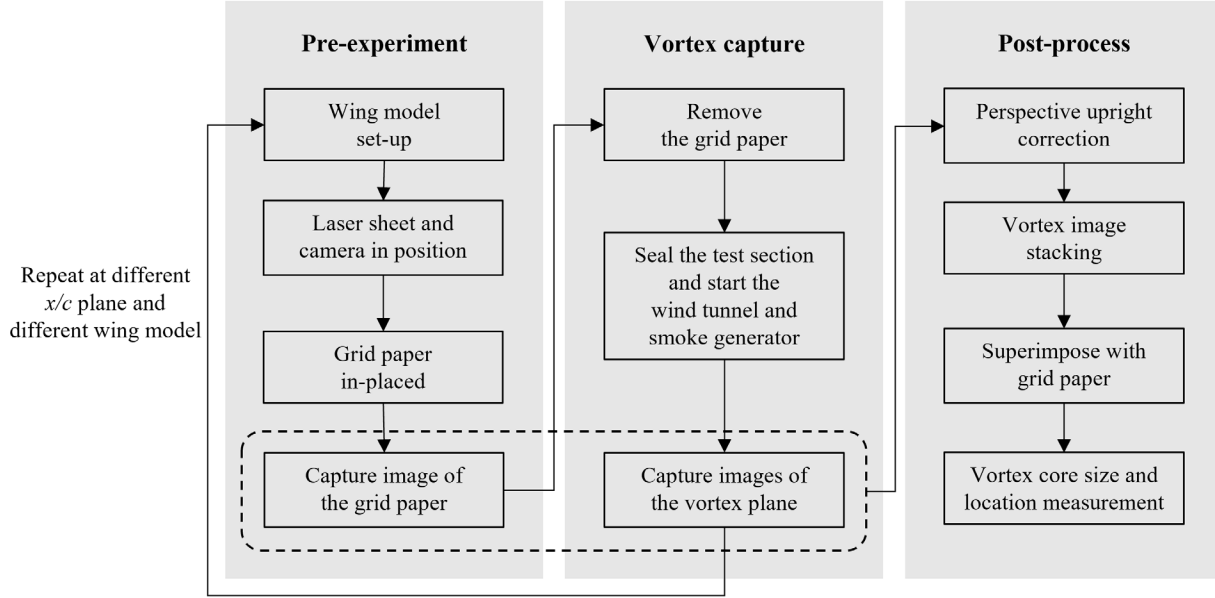 Pre-experiment
Wing model
set-up
Laser sheet and
camera in position
Grid paper
in-placed
Capture image of
the grid paper
Repeat at different
x/c plane and
different wing model
Vortex capture
Remove
the grid paper
Seal the test section
and start the
wind tunnel and
smoke generator
Capture images of
the vortex plane
Post-process
Perspective upright
correction
Vortex image
stacking
Superimpose with
grid paper
Vortex core size and
location measurement